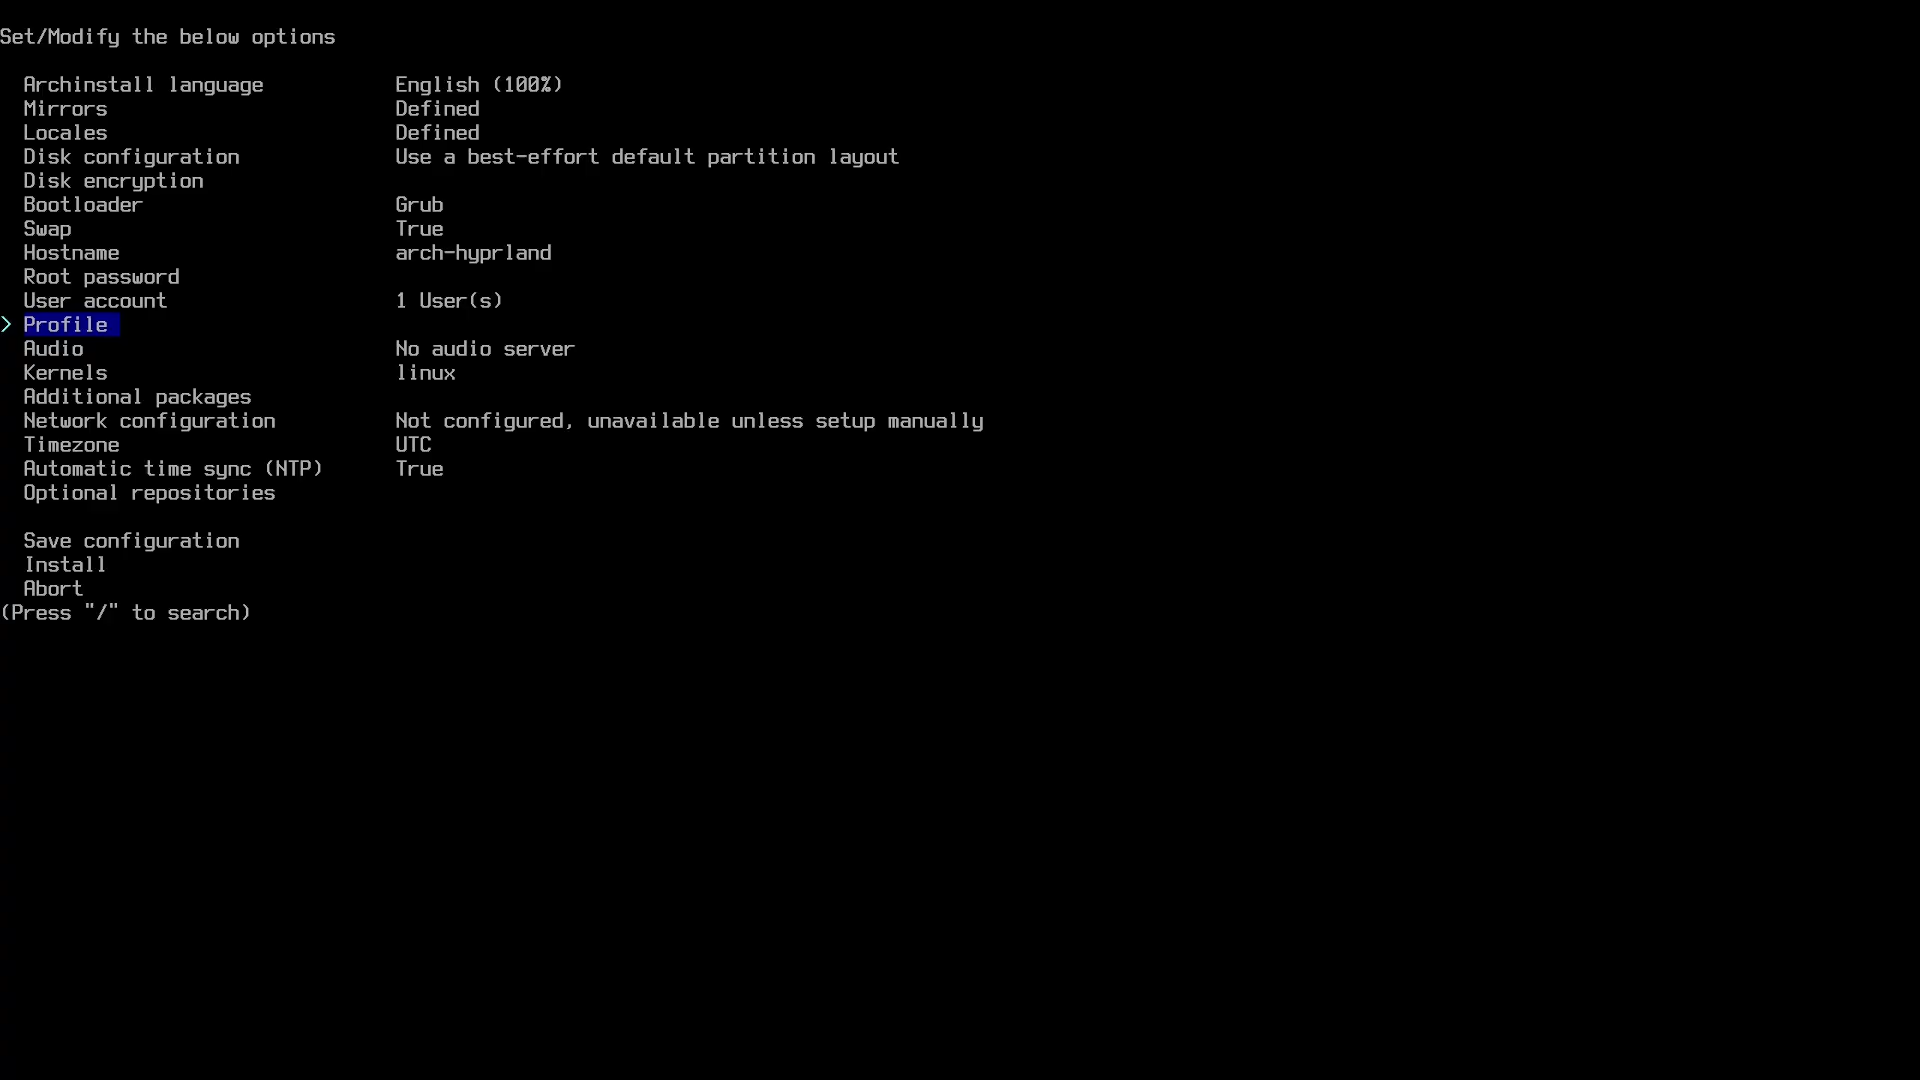 Set/Modify the below options
Archinstall language English (100%)
Mirrors Defined
Locales Defined
Disk configuration Use a best-effort default partition layout
Disk encryption
Bootloader Grub
Swap True
Hostname arch-hyprland
Root password
User account 1 User(s)
> Profile
Audio No audio server
Kernels linux
Additional packages
Network configuration Not configured, unavailable unless setup manually
Timezone UTC
Automatic time sync (NTP) True
Optional repositories
Save configuration
Install
Abort
(Press "/" to search)